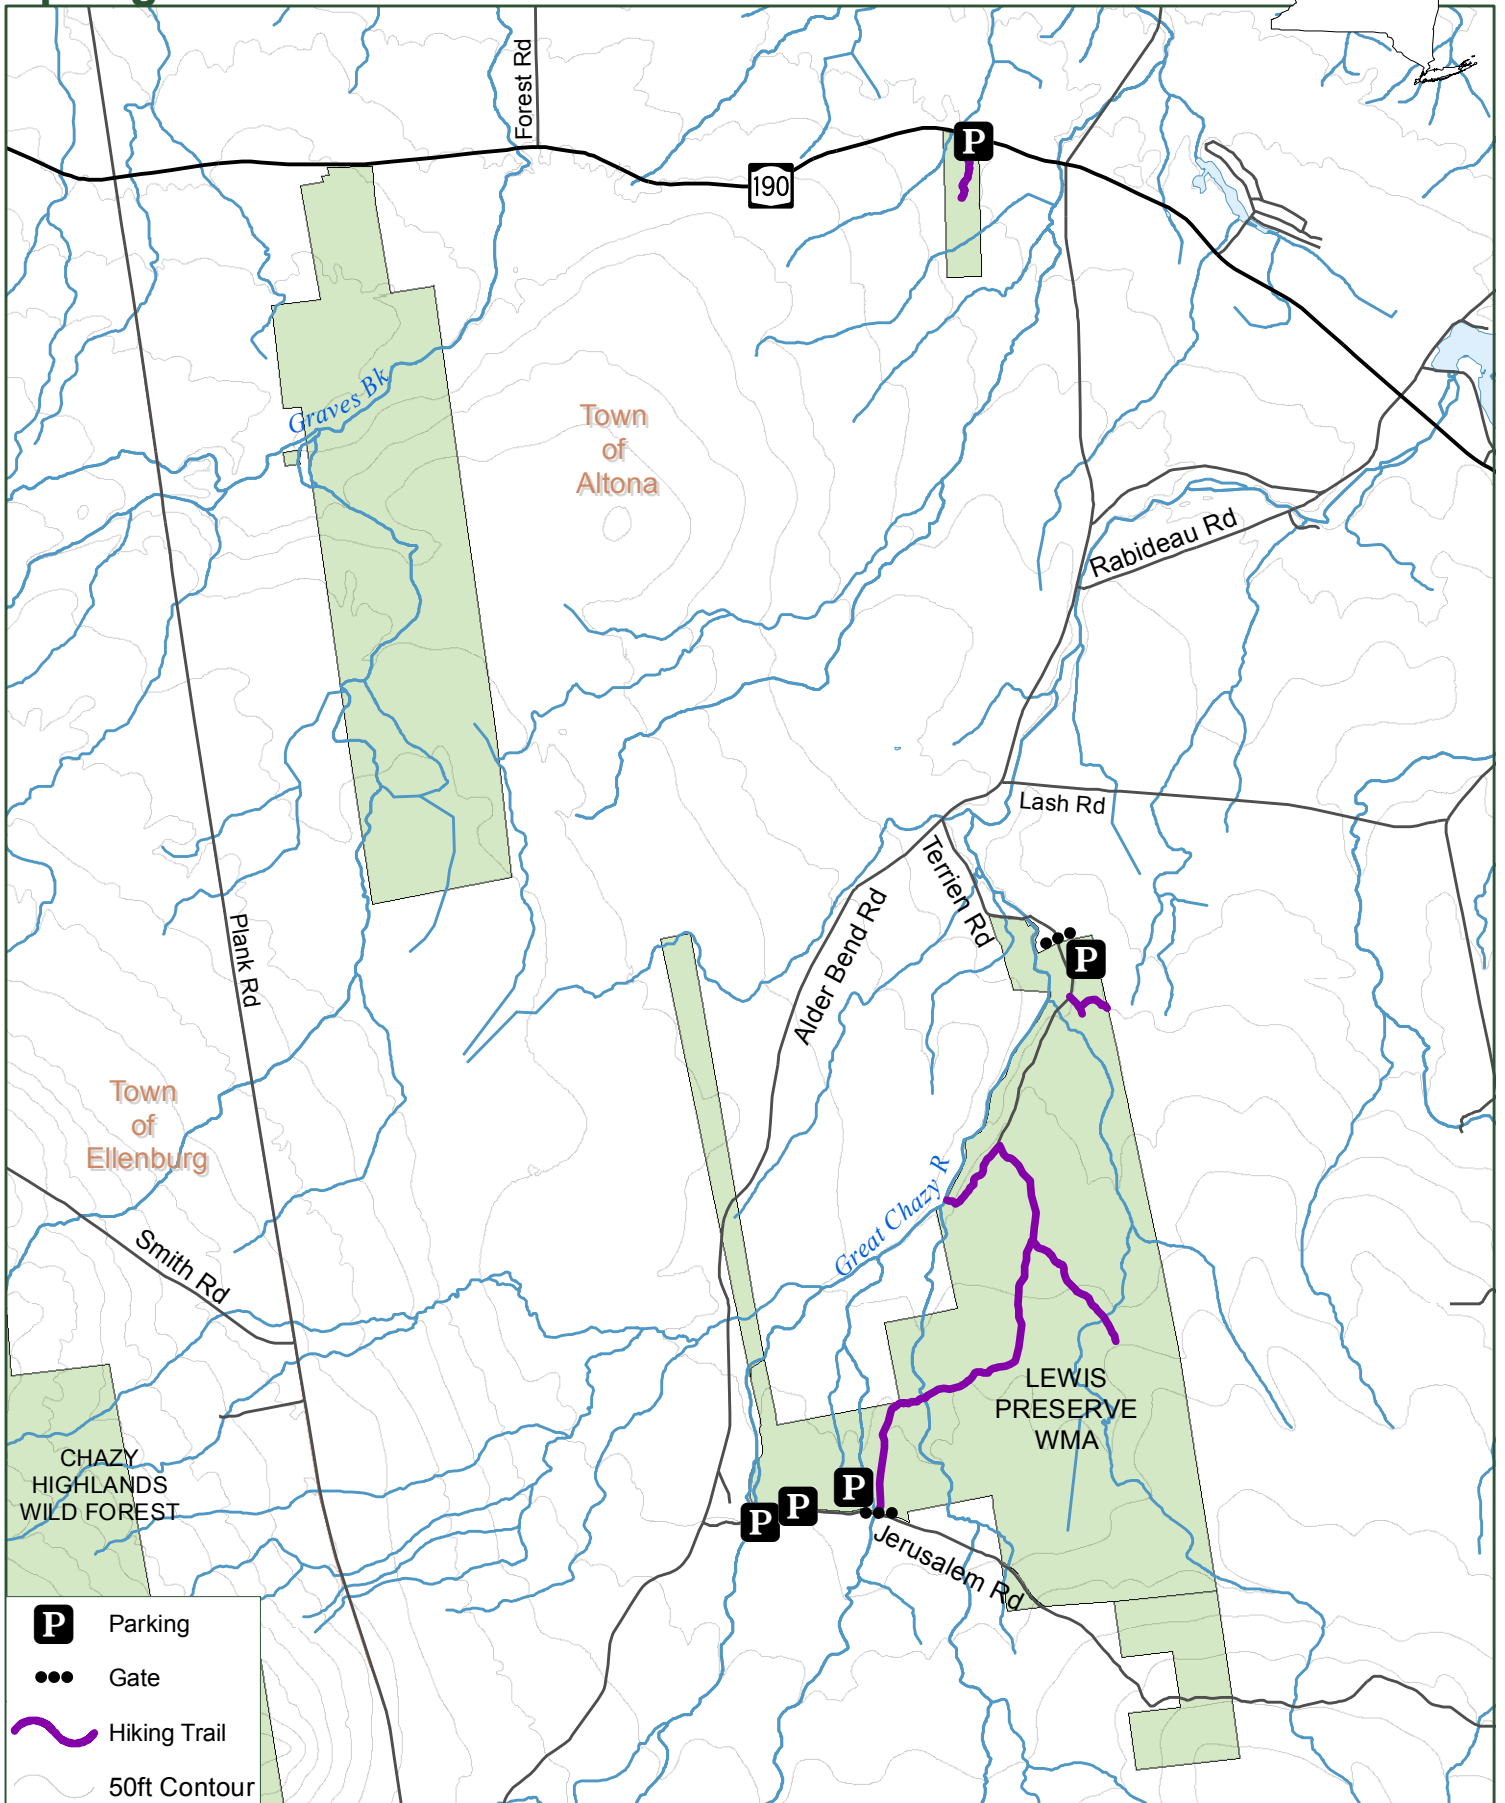 Forest Rd
P
190
Graves Bk
Town
of
Altona
Rabideau Rd
Lash Rd
Terrien Rd
Alder Bend Rd
Plank Rd
P
Town
of
Ellenburg
Great Chazy R
Smith Rd
LEWIS
PRESERVE
WMA
CHAZY
HIGHLANDS
WILD FOREST
P
P
P
Jerusalem Rd
P Parking
Gate
Hiking Trail
50ft Contour